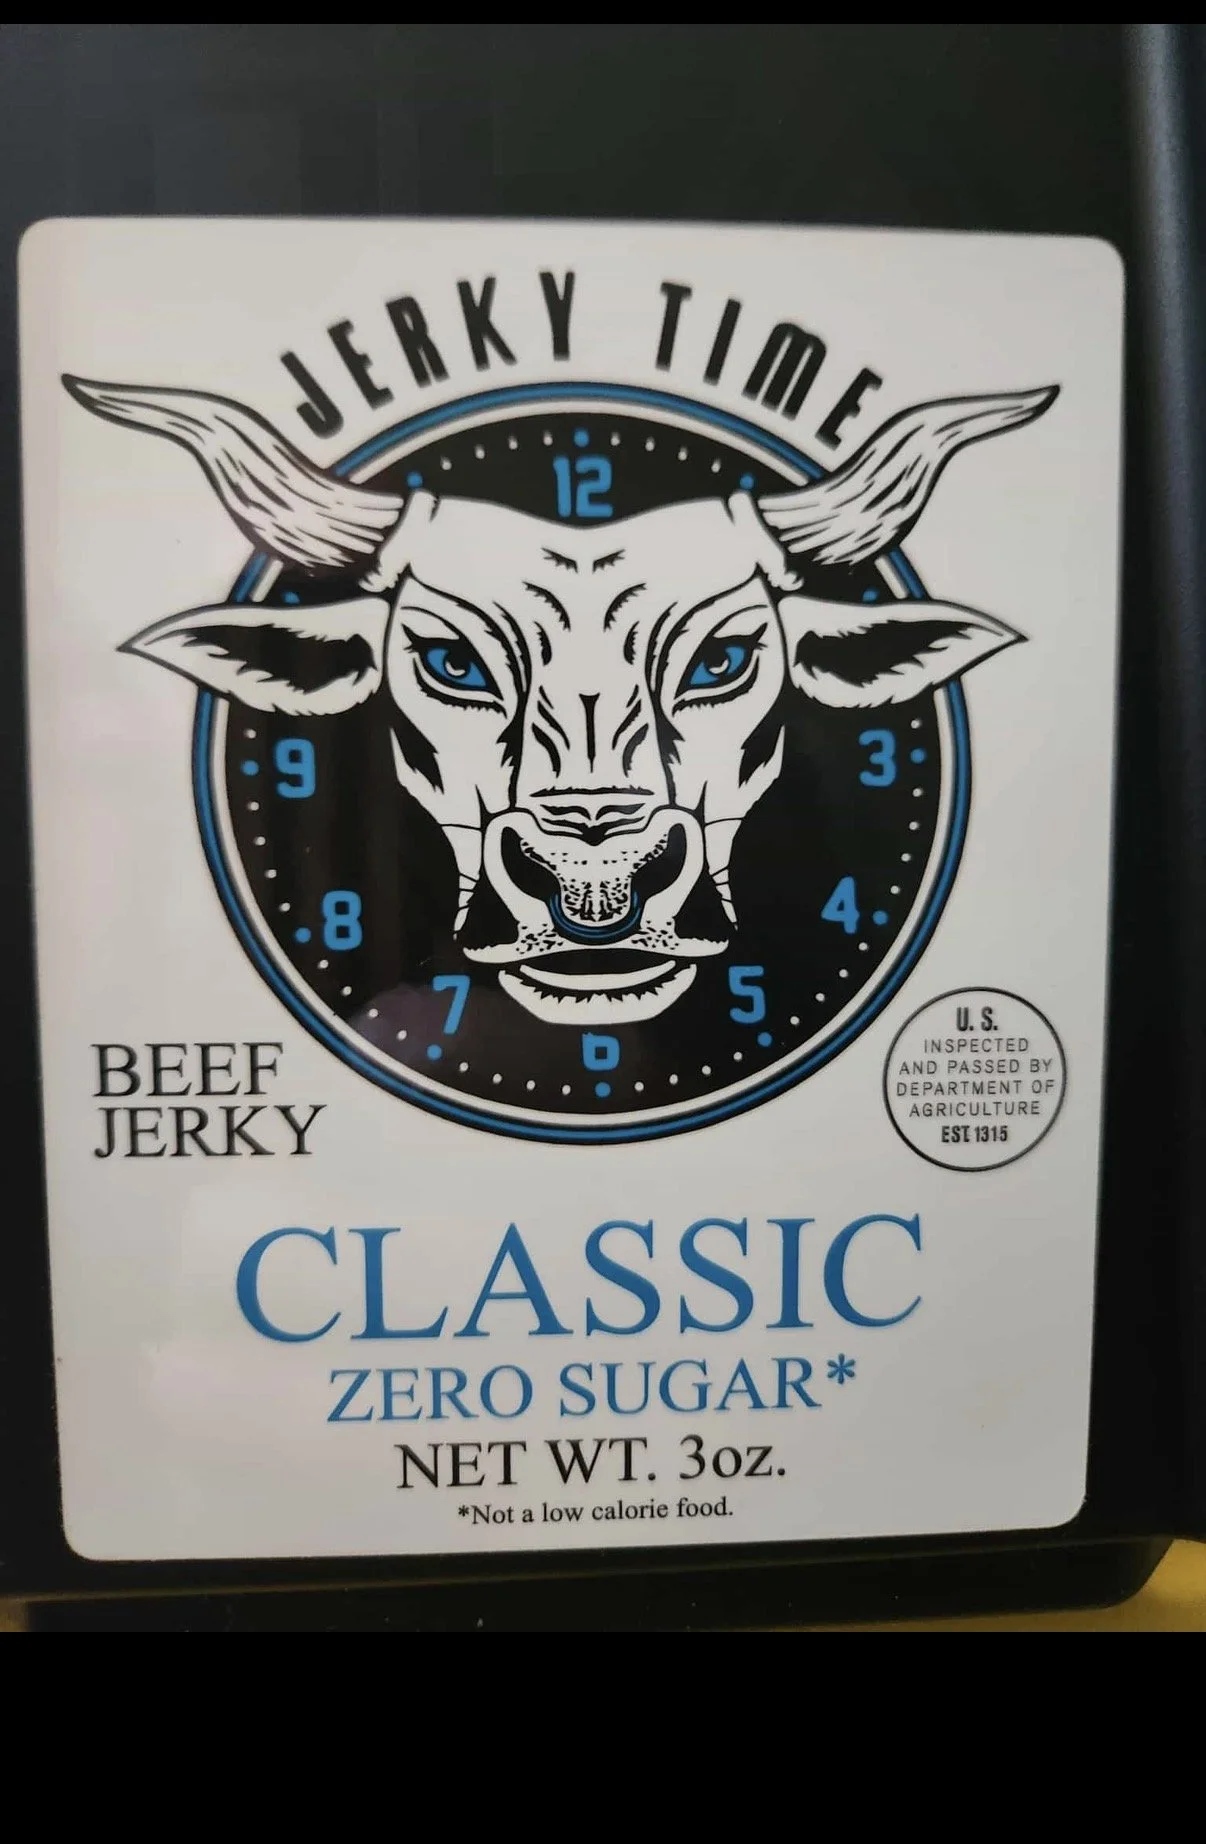 JERKY TIME
12
9
3
8
4
7
5
6
BEEF
JERKY
U. S.
INSPECTED
AND PASSED BY
DEPARTMENT OF
AGRICULTURE
EST. 1315
CLASSIC
ZERO SUGAR*
NET WT. 3oz.
*Not a low calorie food.